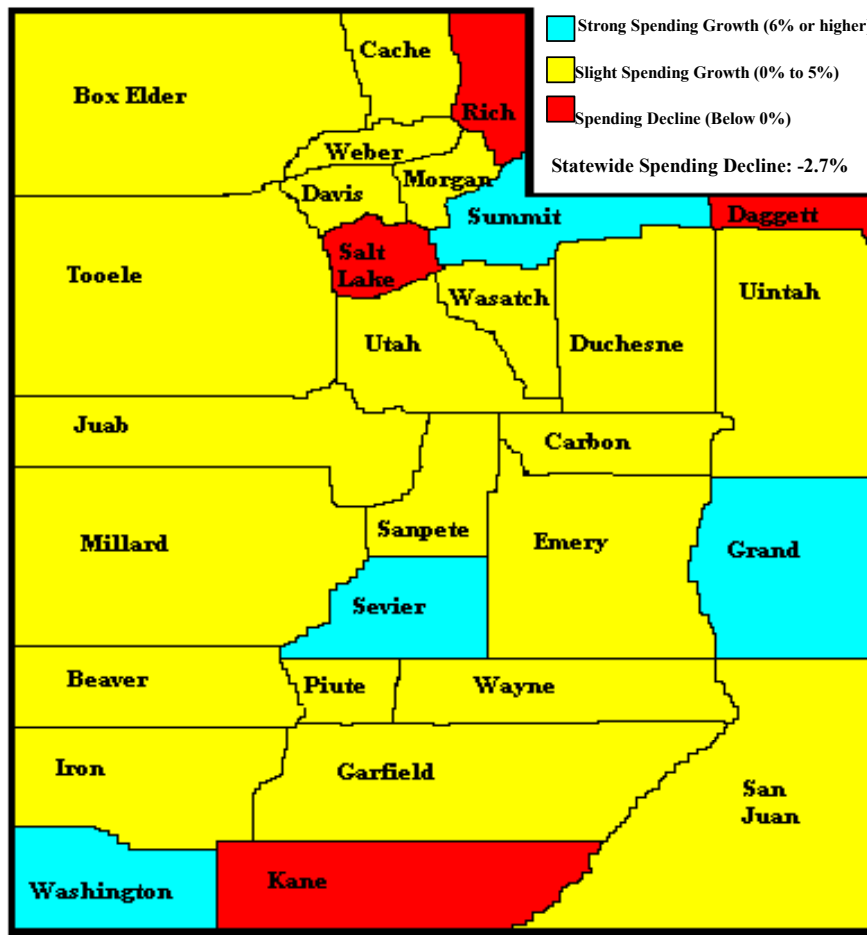 Strong Spending Growth (6% or higher
Slight Spending Growth (0% to 5%)
Spending Decline (Below 0%)
Statewide Spending Decline: -2.7%
Cache
Box Elder
Rich
Weber
Morgan
Davis
Summit
Daggett
Salt
Lake
Tooele
Wasatch
Uintah
Utah
Duchesne
Juab
Carbon
Sanpete
Millard
Emery
Grand
Sevier
Beaver
Piute
Wayne
Iron
Garfield
San
Juan
Washington
Kane